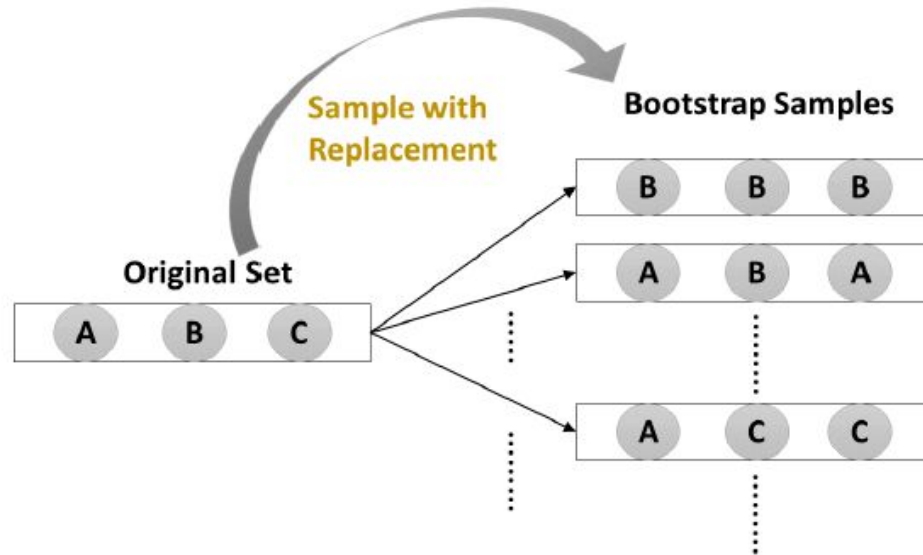 Sample with
Replacement
Bootstrap Samples
B B B
Original Set
A B A
A B C
A C C